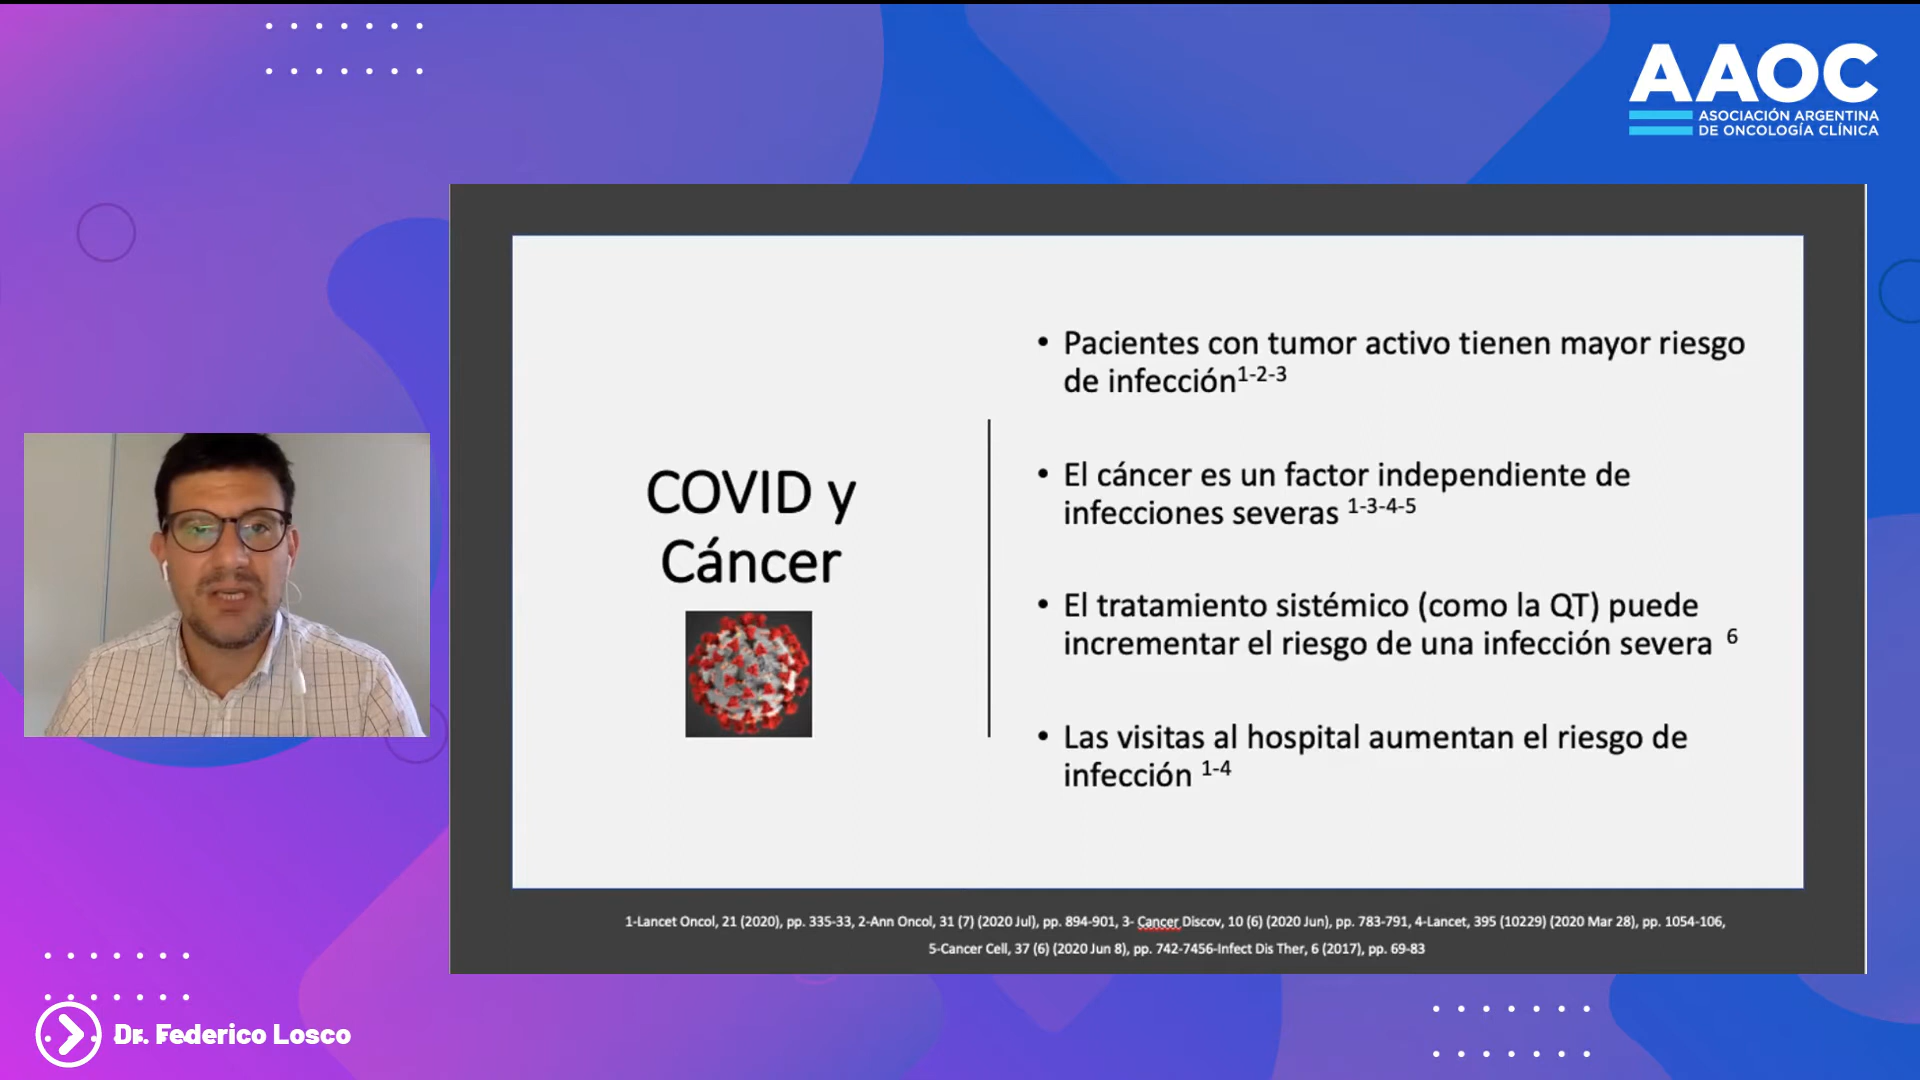 AAOC
ASOCIACIÓN ARGENTINA
DE ONCOLOGÍA CLÍNICA
COVID y
Cáncer
• Pacientes con tumor activo tienen mayor riesgo
de infección1-2-3
• El cáncer es un factor independiente de
infecciones severas 1-3-4-5
• El tratamiento sistémico (como la QT) puede
incrementar el riesgo de una infección severa 6
• Las visitas al hospital aumentan el riesgo de
infección 1-4
1-Lancet Oncol, 21 (2020), pp. 335-33, 2-Ann Oncol, 31 (7) (2020 Jul), pp. 894-901, 3- Cancer Discov, 10 (6) (2020 Jun), pp. 783-791, 4-Lancet, 395 (10229) (2020 Mar 28), pp. 1054-106,
5-Cancer Cell, 37 (6) (2020 Jun 8), pp. 742-7456-Infect Dis Ther, 6 (2017), pp. 69-83
Dr. Federico Losco